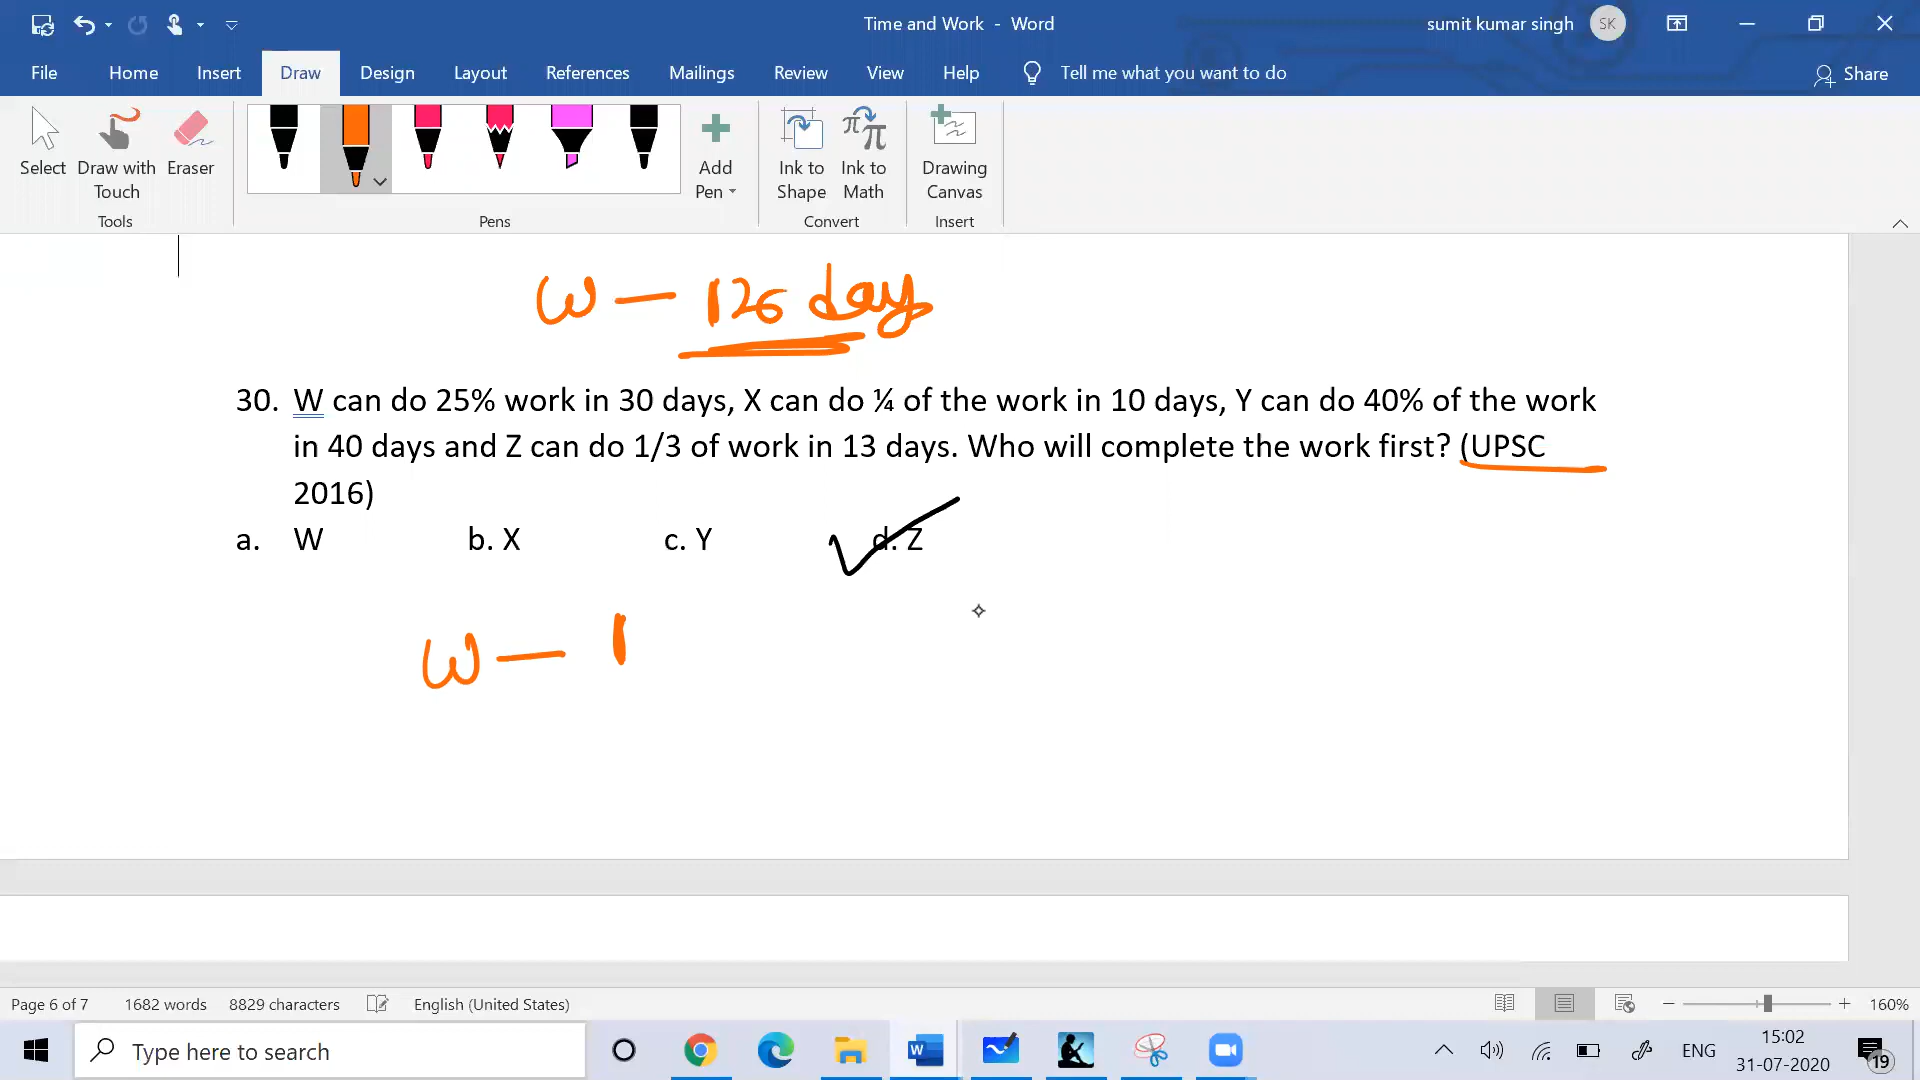 Time and Work - Word
sumit kumar singh
SK
File Home Insert Draw Design Layout References Mailings Review View Help Tell me what you want to do Share
Select Draw with Touch Eraser
Add Pen
Ink to Shape Ink to Math
Drawing Canvas
Tools Pens Convert Insert
W — 126 day
30. W can do 25% work in 30 days, X can do ¼ of the work in 10 days, Y can do 40% of the work
in 40 days and Z can do 1/3 of work in 13 days. Who will complete the work first? (UPSC
2016)
a. W b. X c. Y d. Z
W — 1
Page 6 of 7 1682 words 8829 characters English (United States) 160%
Type here to search
ENG
15:02
31-07-2020
19